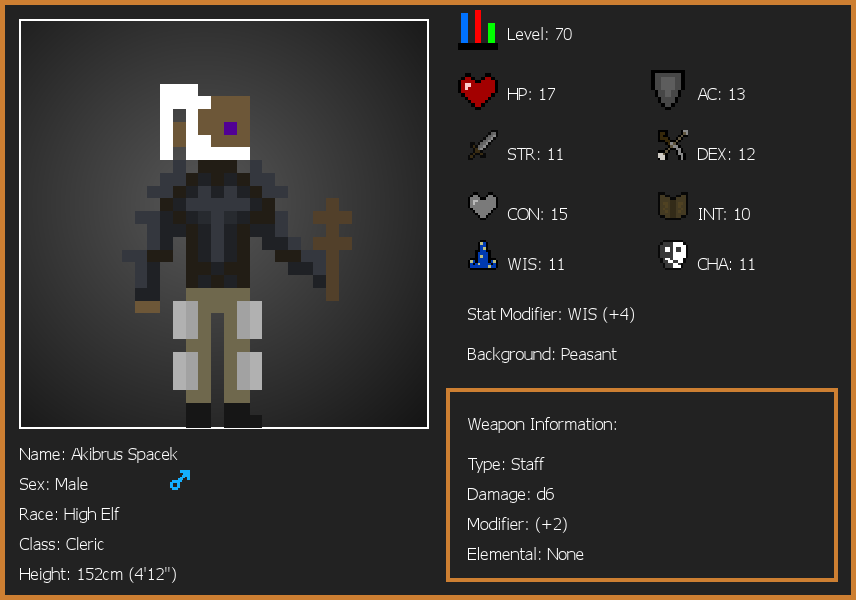 Level: 70
HP: 17
AC: 13
STR: 11
DEX: 12
CON: 15
INT: 10
WIS: 11
CHA: 11
Stat Modifier: WIS (+4)
Background: Peasant
Weapon Information:
Type: Staff
Damage: d6
Modifier: (+2)
Elemental: None
Name: Akibrus Spacek
Sex: Male
Race: High Elf
Class: Cleric
Height: 152cm (4'12")